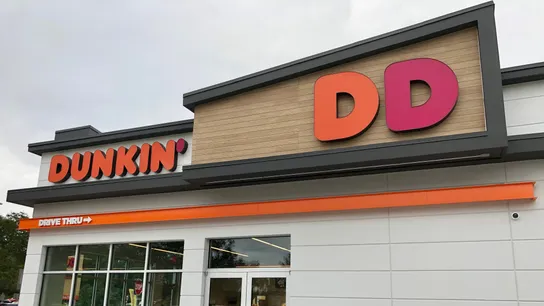 DUNKIN'
DD
DRIVE THRU→